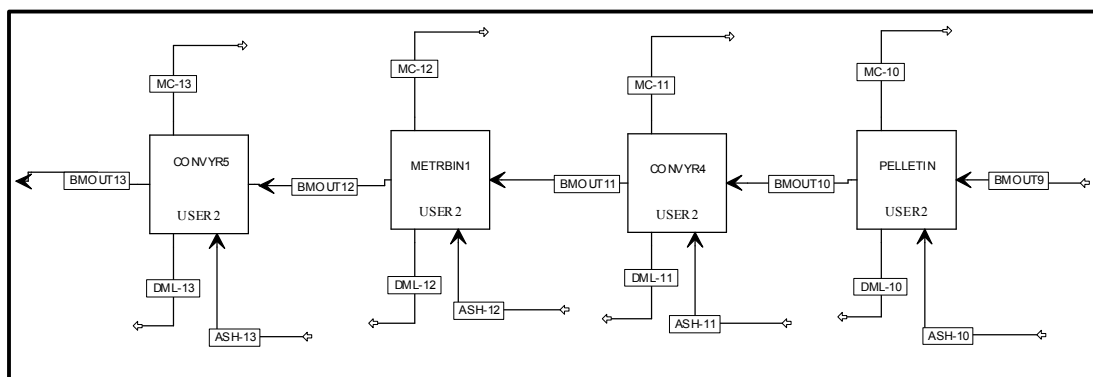 MC-13
MC-12
MC-11
MC-10
CONVYR5
METRBIN1
CONVYR4
PELLETIN
BMOUT13
BMOUT12
BMOUT11
BMOUT10
BMOUT9
USER2
USER2
USER2
USER2
DML-13
DML-12
DML-11
DML-10
ASH-13
ASH-12
ASH-11
ASH-10